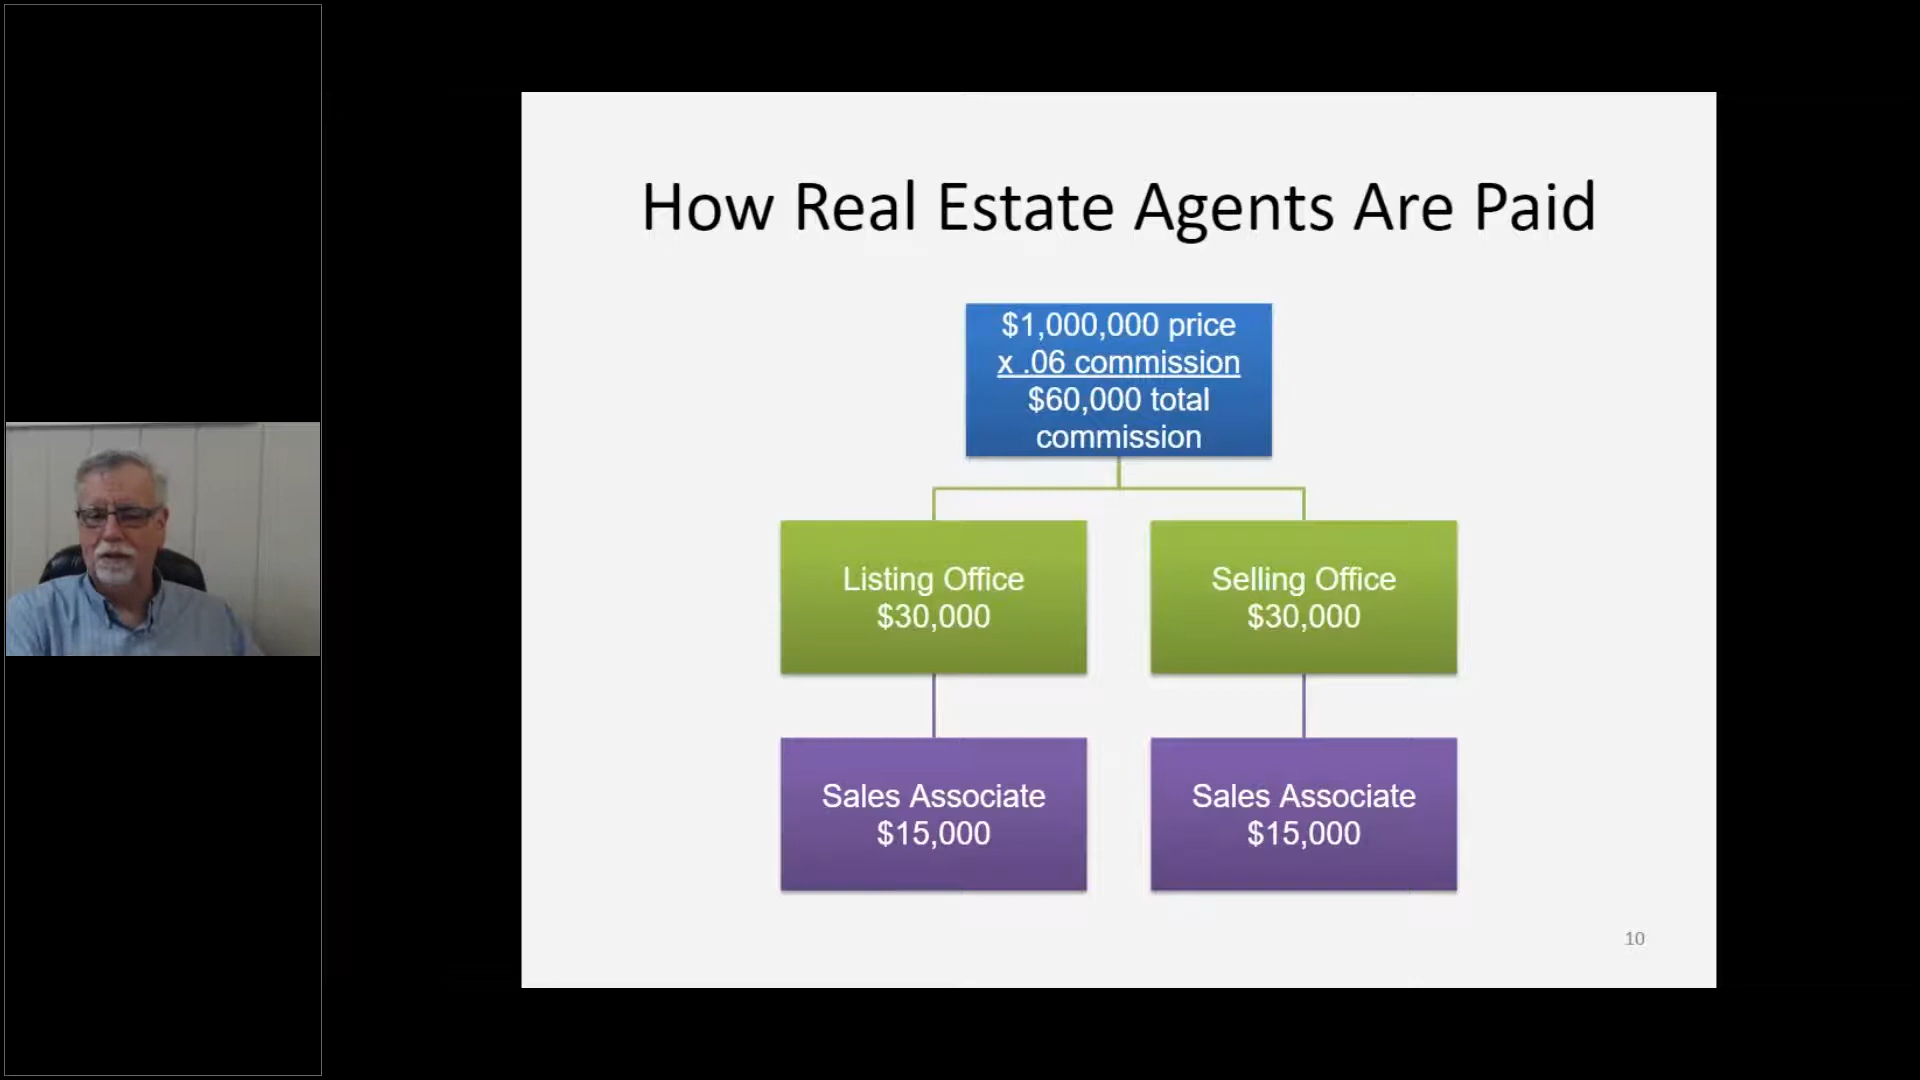 How Real Estate Agents Are Paid
$1,000,000 price
x .06 commission
$60,000 total
commission
Listing Office
$30,000
Selling Office
$30,000
Sales Associate
$15,000
Sales Associate
$15,000
10